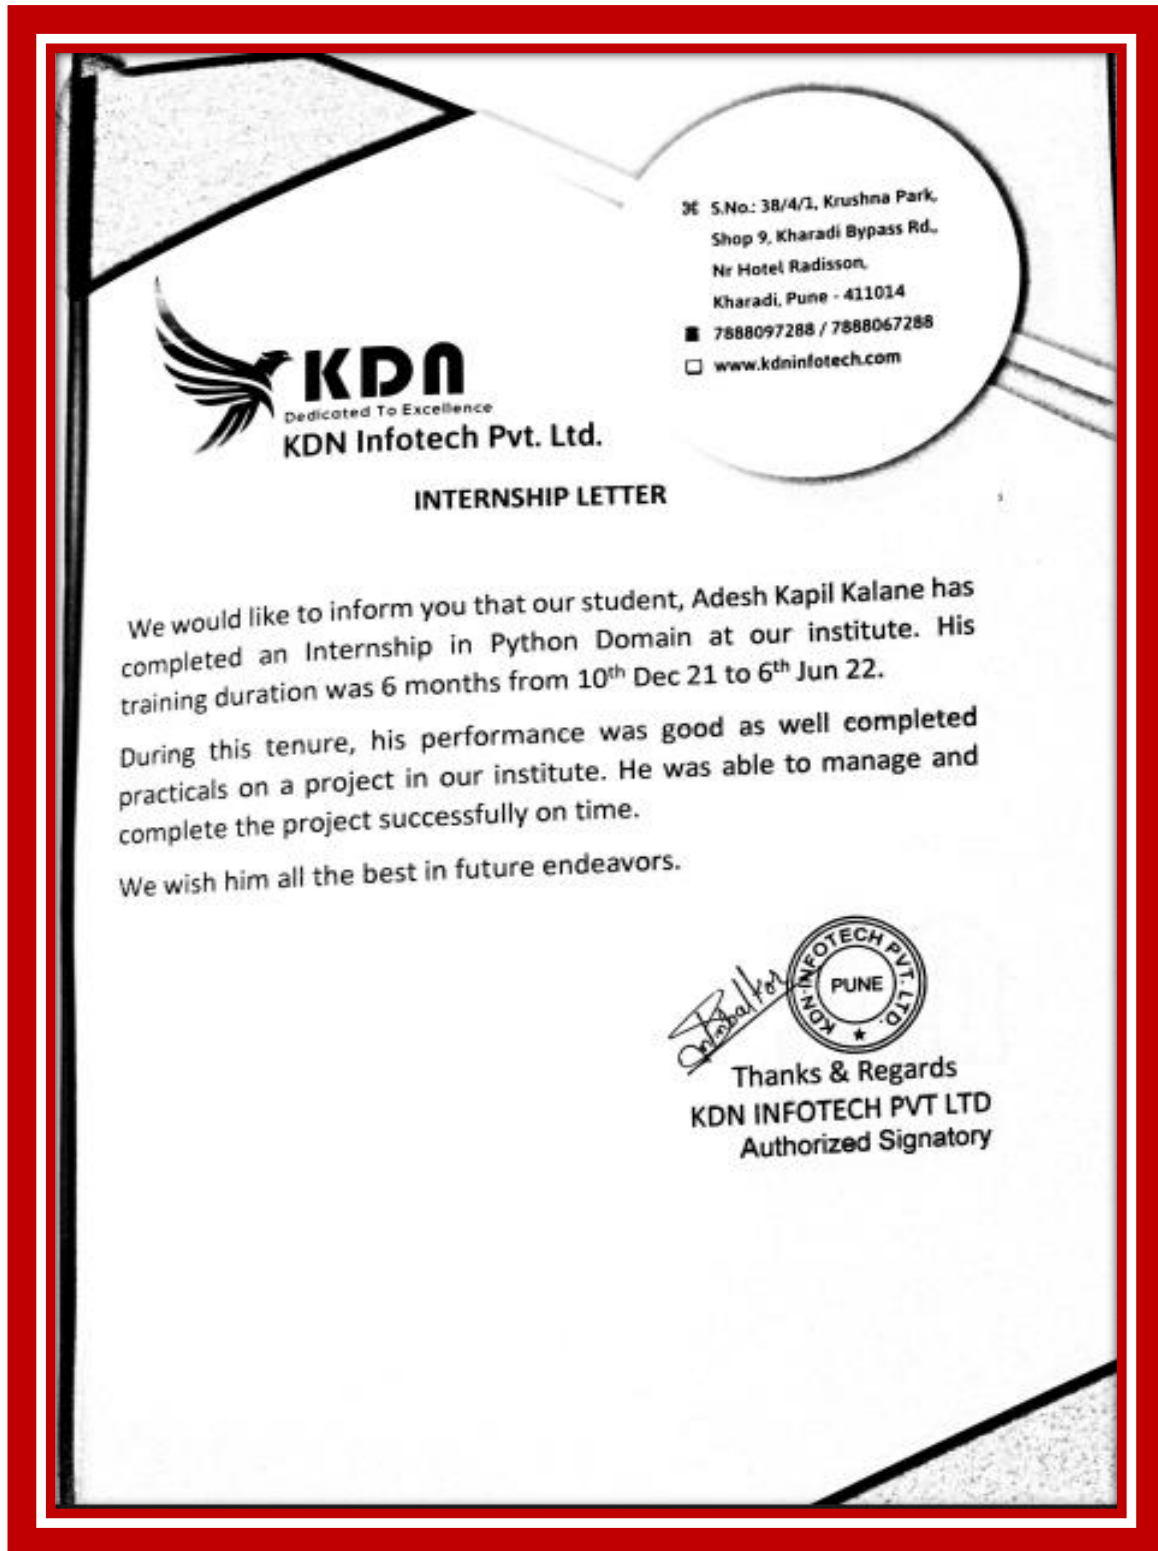 S.No.: 38/4/1, Krushna Park,
Shop 9, Kharadi Bypass Rd.,
Nr Hotel Radisson,
Kharadi, Pune - 411014
7888097288 / 7888067288
www.kdninfotech.com
KDN
Dedicated To Excellence
KDN Infotech Pvt. Ltd.
INTERNSHIP LETTER
We would like to inform you that our student, Adesh Kapil Kalane has
completed an Internship in Python Domain at our institute. His
training duration was 6 months from 10th Dec 21 to 6th Jun 22.
During this tenure, his performance was good as well completed
practicals on a project in our institute. He was able to manage and
complete the project successfully on time.
We wish him all the best in future endeavors.
KDN INFOTECH PVT. LTD.
PUNE
Thanks & Regards
KDN INFOTECH PVT LTD
Authorized Signatory